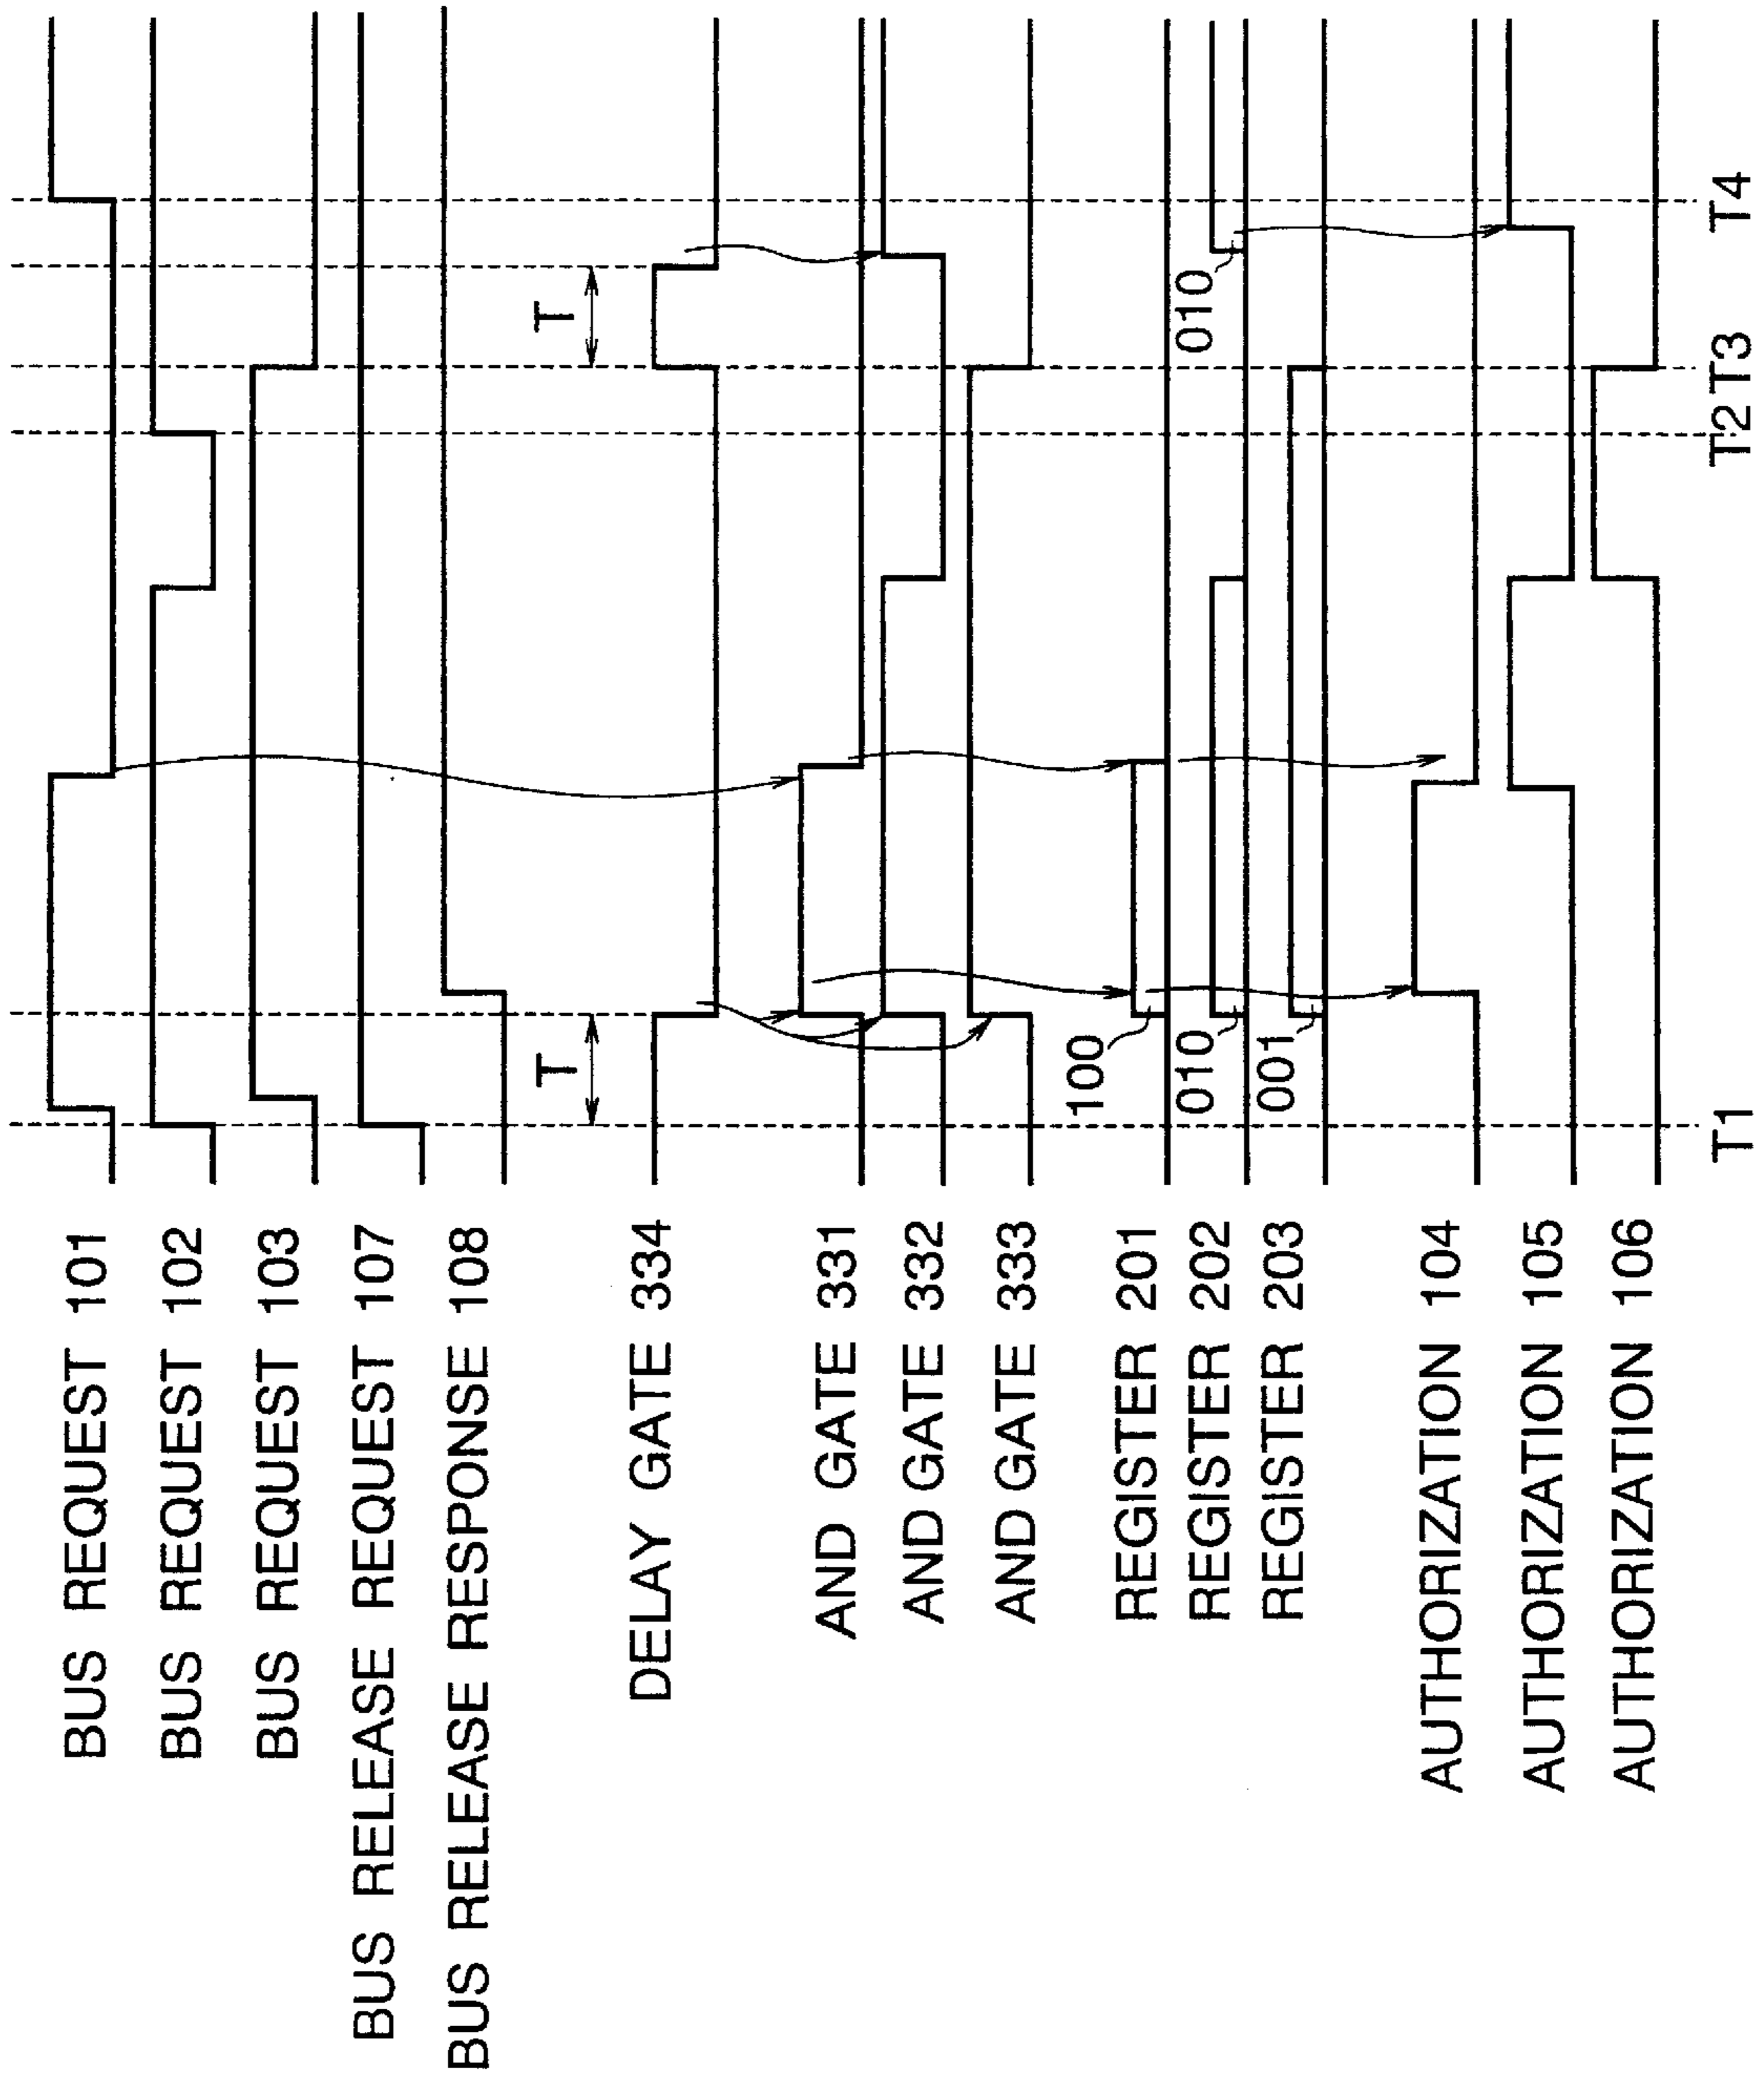 BUS REQUEST 101
BUS REQUEST 102
BUS REQUEST 103
BUS RELEASE REQUEST 107
BUS RELEASE RESPONSE 108
T
T
DELAY GATE 334
AND GATE 331
AND GATE 332
AND GATE 333
100
REGISTER 201
010
010
REGISTER 202
001
REGISTER 203
AUTHORIZATION 104
AUTHORIZATION 105
AUTHORIZATION 106
T1
T2
T3
T4